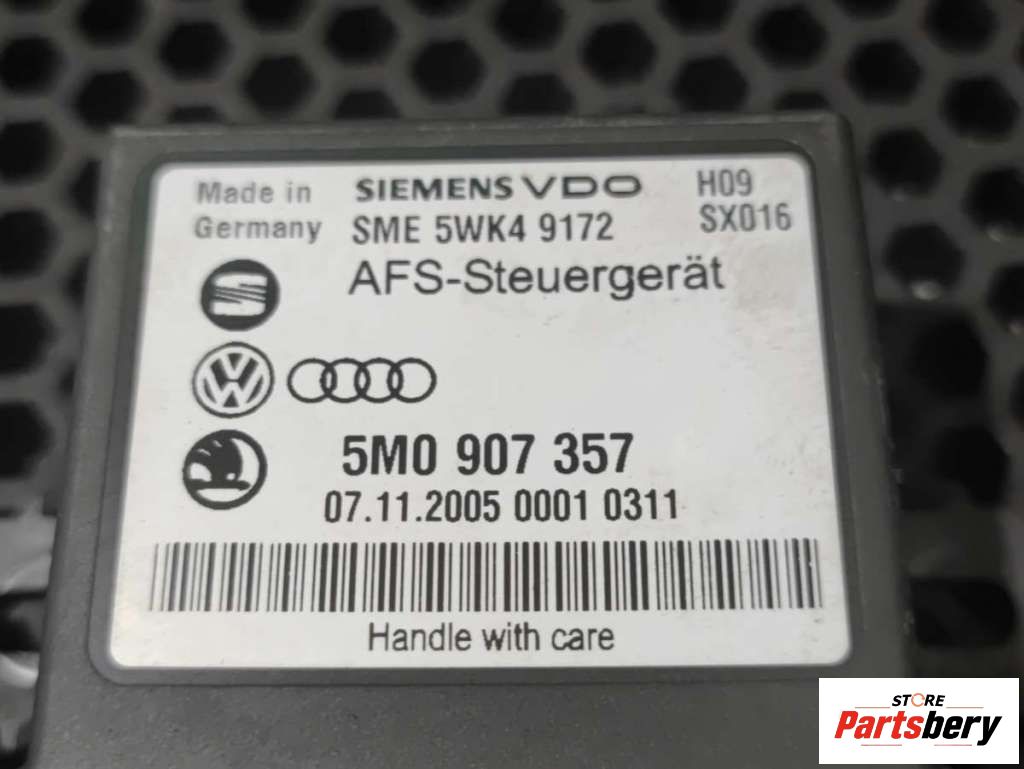 Made in SIEMENS VDO H09
Germany SME 5WK4 9172 SX016
AFS-Steuergerät
5M0 907 357
07.11.2005 0001 0311
Handle with care
STORE
Partsbery